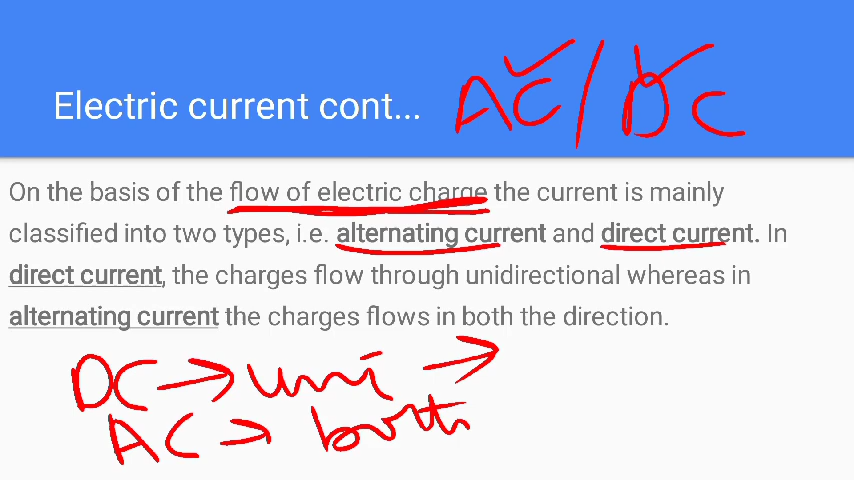 Electric current cont... AC / DC
On the basis of the flow of electric charge the current is mainly
classified into two types, i.e. alternating current and direct current. In
direct current, the charges flow through unidirectional whereas in
alternating current the charges flows in both the direction.
DC → uni →
AC → both